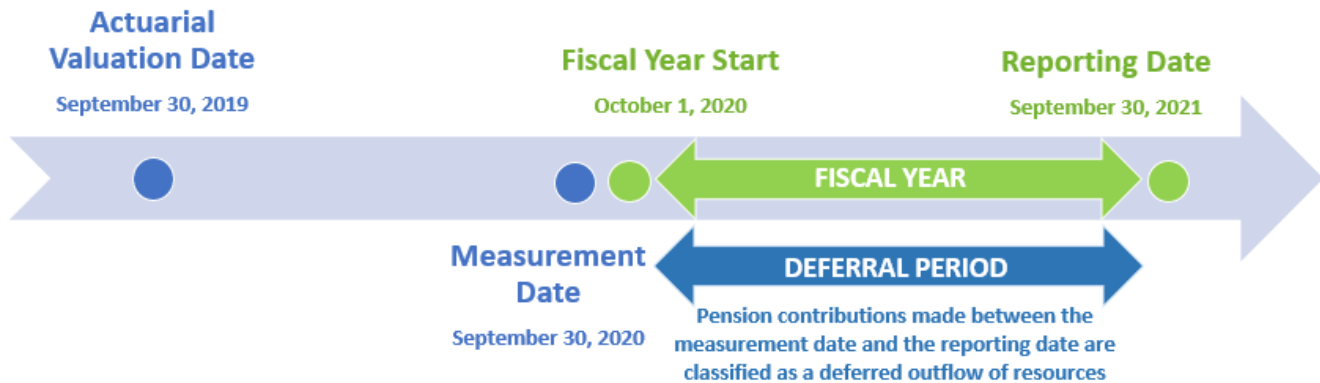 Actuarial
Valuation Date
September 30, 2019
Fiscal Year Start
October 1, 2020
Reporting Date
September 30, 2021
FISCAL YEAR
Measurement
Date
September 30, 2020
DEFERRAL PERIOD
Pension contributions made between the
measurement date and the reporting date are
classified as a deferred outflow of resources